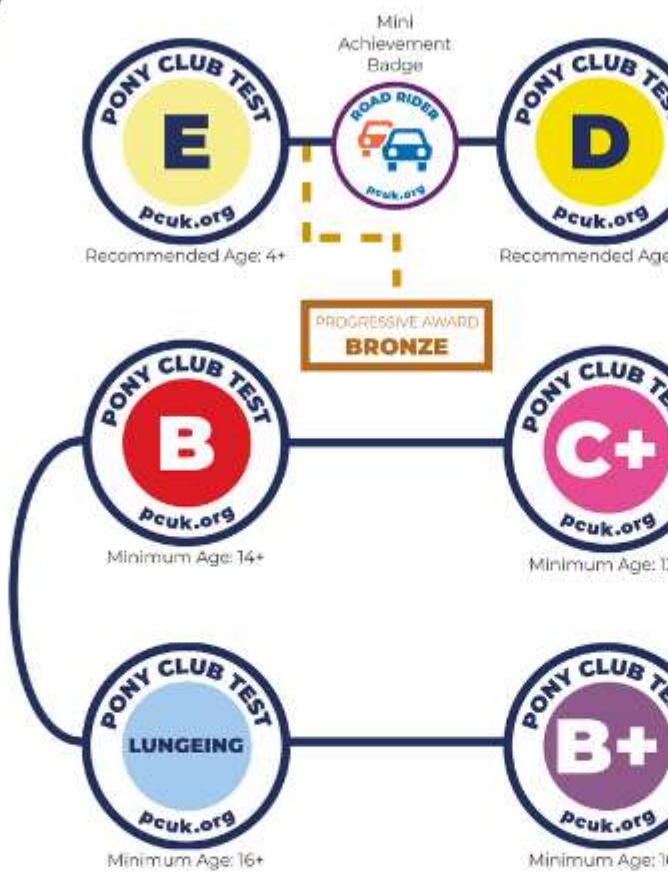 Mini
Achievement
Badge
PONY CLUB TEST
E
pcuk.org
Recommended Age: 4+
ROAD RIDER
pcuk.org
PONY CLUB TEST
D
pcuk.org
Recommended Age
PROGRESSIVE AWARD
BRONZE
PONY CLUB TEST
B
pcuk.org
Minimum Age: 14+
PONY CLUB TE
C+
pcuk.org
Minimum Age:
PONY CLUB TEST
LUNGEING
pcuk.org
Minimum Age: 16+
PONY CLUB TE
B+
pcuk.org
Minimum Age: